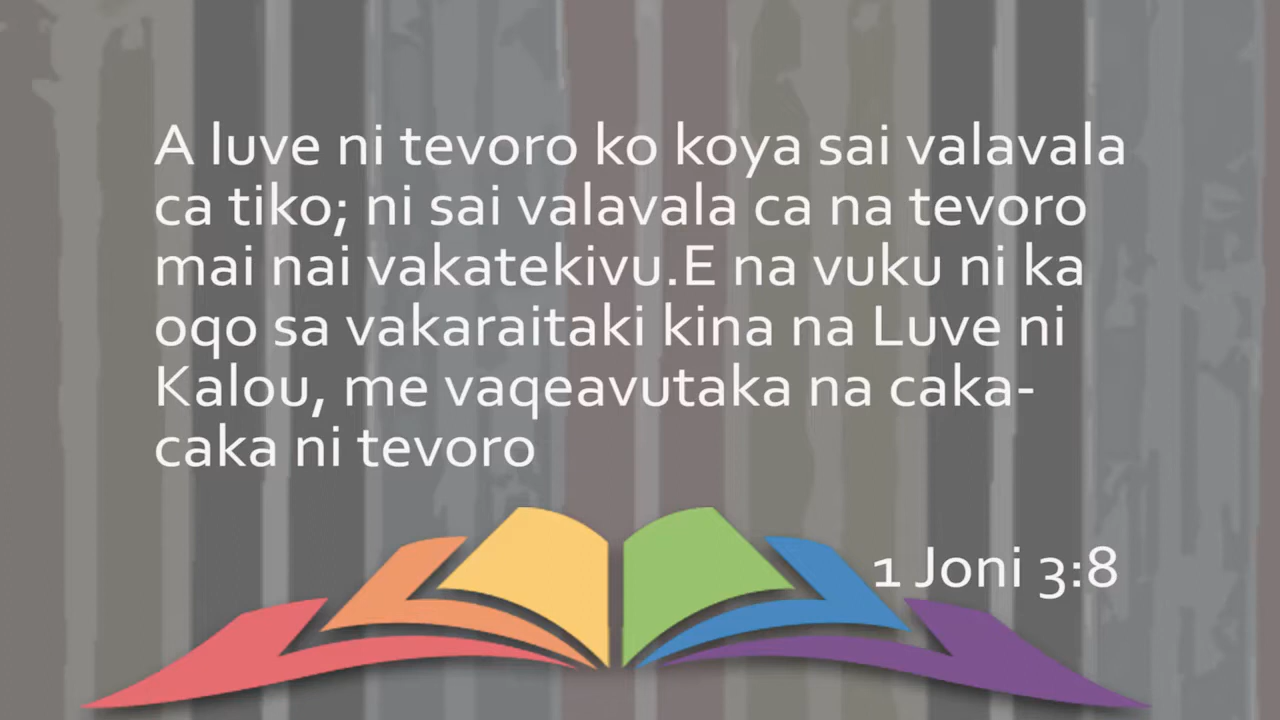 A luve ni tevoro ko koya sai valavala
ca tiko; ni sai valavala ca na tevoro
mai nai vakatekivu.E na vuku ni ka
oqo sa vakaraitaki kina na Luve ni
Kalou, me vaqeavutaka na caka-
caka ni tevoro
1 Joni 3:8